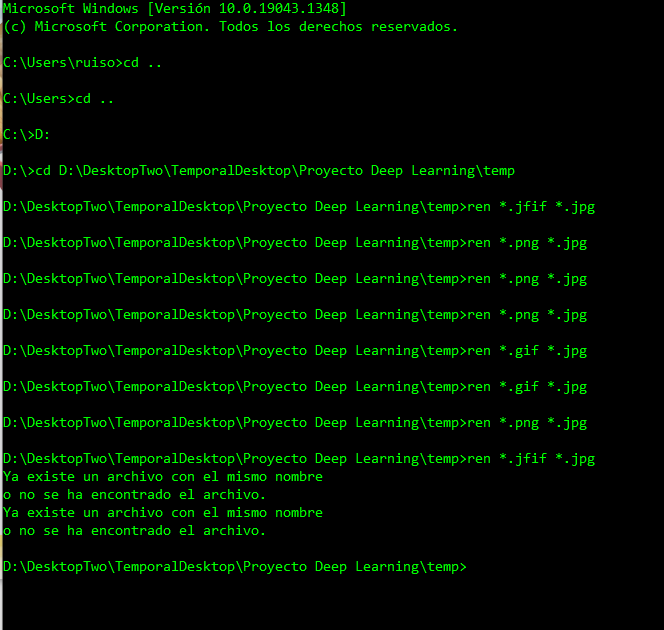 Microsoft Windows [Versión 10.0.19043.1348]
(c) Microsoft Corporation. Todos los derechos reservados.
C:\Users\ruiso>cd ..
C:\Users>cd ..
C:\>D:
D:\>cd D:\DesktopTwo\TemporalDesktop\Proyecto Deep Learning\temp
D:\DesktopTwo\TemporalDesktop\Proyecto Deep Learning\temp>ren *.jfif *.jpg
D:\DesktopTwo\TemporalDesktop\Proyecto Deep Learning\temp>ren *.png *.jpg
D:\DesktopTwo\TemporalDesktop\Proyecto Deep Learning\temp>ren *.png *.jpg
D:\DesktopTwo\TemporalDesktop\Proyecto Deep Learning\temp>ren *.png *.jpg
D:\DesktopTwo\TemporalDesktop\Proyecto Deep Learning\temp>ren *.gif *.jpg
D:\DesktopTwo\TemporalDesktop\Proyecto Deep Learning\temp>ren *.gif *.jpg
D:\DesktopTwo\TemporalDesktop\Proyecto Deep Learning\temp>ren *.png *.jpg
D:\DesktopTwo\TemporalDesktop\Proyecto Deep Learning\temp>ren *.jfif *.jpg
Ya existe un archivo con el mismo nombre
o no se ha encontrado el archivo.
Ya existe un archivo con el mismo nombre
o no se ha encontrado el archivo.
D:\DesktopTwo\TemporalDesktop\Proyecto Deep Learning\temp>